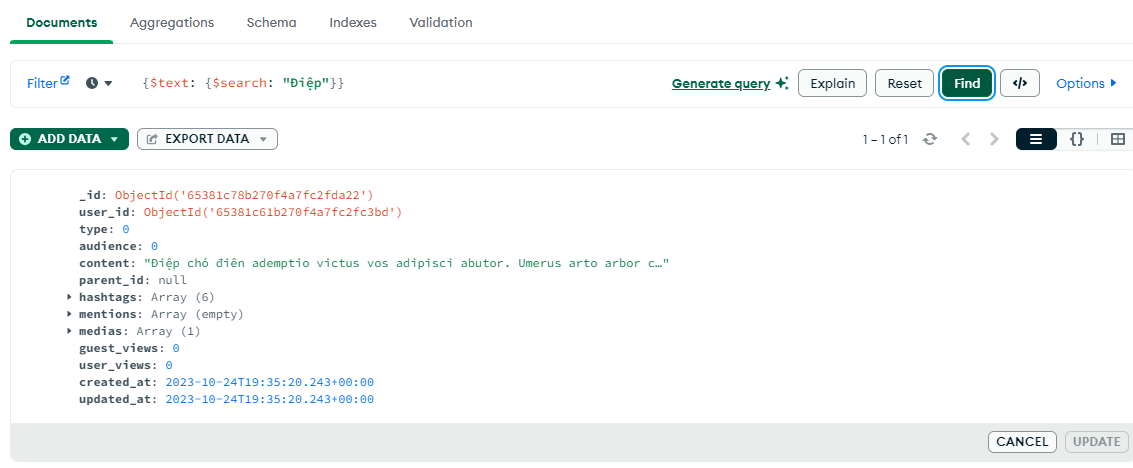 Documents Aggregations Schema Indexes Validation
Filter {$text: {$search: "Điệp"}} Generate query Explain Reset Find </> Options
ADD DATA EXPORT DATA 1 – 1 of 1 {}
_id: ObjectId('65381c78b270f4a7fc2fda22')
user_id: ObjectId('65381c61b270f4a7fc2fc3bd')
type: 0
audience: 0
content: "Điệp chó điên ademptio victus vos adipisci abutor. Umerus arto arbor c…"
parent_id: null
hashtags: Array (6)
mentions: Array (empty)
medias: Array (1)
guest_views: 0
user_views: 0
created_at: 2023-10-24T19:35:20.243+00:00
updated_at: 2023-10-24T19:35:20.243+00:00
CANCEL UPDATE